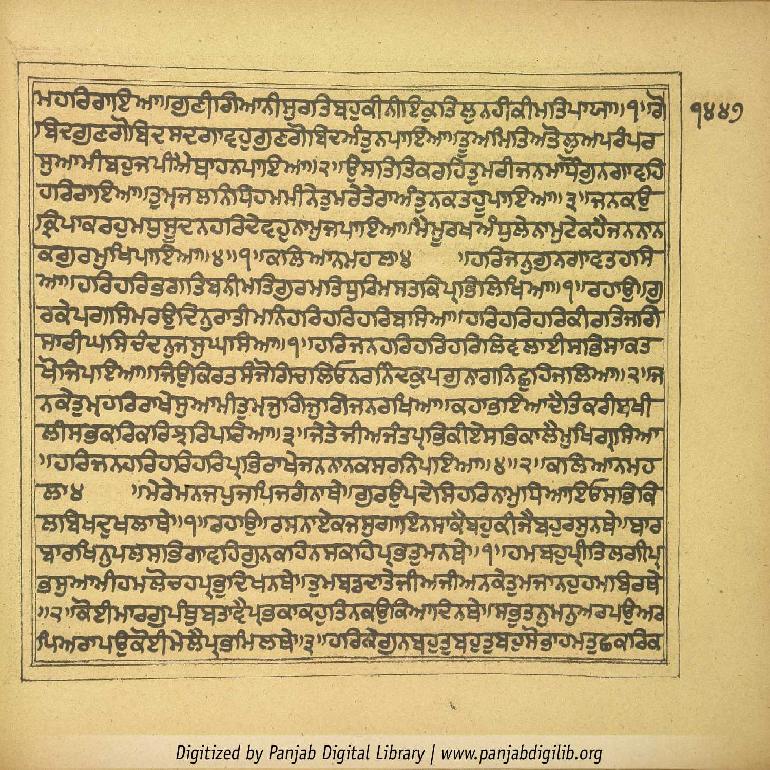 ਮਹਰਿਗਾਇਆ॥ਗੁਣੀਗਿਆਨੀਸੁਰਤਿਬਹੁਕੀਨੀਇਕੁਤਿਲੁਨਹੀਕੀਮਤਿਪਾਯਾ॥੧॥ਗੋ ੧੪੪੭
ਬਿਦਗੁਣਗੋਬਿਦਸਦਗਾਵਹੁਗੁਣਗੋਬਿਦਅੰਤੁਨਪਾਇਆ॥ਤੂਅਮਿਤਿਅਤੋਲੁਅਪਰੰਪਰ
ਸੁਆਮੀਬਹੁਜਪੀਐਥਾਹਨਪਾਇਆ॥੨॥ਉਸਤਤਿਕਰਹਿਤੁਮਰੀਜਨਮਾਧੌਗੁਨਗਾਵਹਿ
ਹਰਿਰਾਇਆ॥ਤੁਮ੍ਹਜਲਨਿਧਿਹਮਮੀਨੇਤੁਮਰੇਤੇਰਾਅੰਤੁਨਕਤਹੂਪਾਇਆ॥੩॥ਜਨਕਉ
ਕ੍ਰਿਪਾਕਰਹੁਮਧਸੂਦਨਹਰਿਦੇਵਹੁਨਾਮੁਜਪਾਇਆ॥ਮੈਮੂਰਖਅੰਧੁਲੇਨਾਮੁਟੇਕਹੈਜਨਨਾਨ
ਕਗੁਰਮੁਖਿਪਾਇਆ॥੪॥੧॥ਕਲਿਆਨਮਹਲਾ੪ ॥ਹਰਿਜਨੁਗੁਨਗਾਵਤਹਸਿ
ਆ॥ਹਰਿਹਰਿਭਗਤਿਬਨੀਮਤਿਗੁਰਮਤਿਧੁਰਿਮਸਤਕਿਪ੍ਰਭਿਲਿਖਿਆ॥੧॥ਰਹਾਉ॥ਗੁ
ਰਕੇਪਗਸਿਮਰਉਦਿਨੁਰਾਤੀਮਨਿਹਰਿਹਰਿਹਰਿਬਸਿਆ॥ਹਰਿਹਰਿਹਰਿਕੀਰਤਿਜਗਿ
ਸਾਰੀਘਸਿਚੰਦਨੁਜਸੁਘਸਿਆ॥੧॥ਹਰਿਜਨਹਰਿਹਰਿਹਰਿਲਿਵਲਾਈਸਭਿਸਾਕਤ
ਖੋਜਿਪਇਆ॥ਜਿਉਕਿਰਤਸੰਜੋਗਿਚਲਿਓਨਰਨਿੰਦਕੁਪਗੁਨਾਗਨਿਛੁਹਿਜਲਿਆ॥੨॥ਜ
ਨਕੇਤੁਮ੍ਹਹਰਿਰਾਖੇਸੁਆਮੀਤੁਮਜੁਗਿਜੁਗਿਜਨਰਖਿਆ॥ਕਹਾਭਇਆਦੈਤਿਕਰੀਬਖੀ
ਲੀਸਭਕਰਿਕਰਿਝਰਿਪਰਿਆ॥੩॥ਜੇਤੇਜੀਅਜੰਤਪ੍ਰਭਿਕੀਏਸਭਿਕਾਲੈਮੁਖਿਗ੍ਰਸਿਆ
॥ਹਰਿਜਨਹਰਿਹਰਿਹਰਿਪ੍ਰਭਿਰਾਖੇਜਨਨਾਨਕਸਰਨਿਪਇਆ॥੪॥੨॥ਕਲਿਆਨਮਹ
ਲਾ੪ ॥ਮੇਰੇਮਨਜਪੁਜਪਿਜਗੰਨਾਥੇ॥ਗੁਰਉਪਦੇਸਿਹਰਿਨਾਮੁਧਿਆਇਓਸਭਿਕਿ
ਲਬਿਖਦੁਖਲਾਥੇ॥੧॥ਰਹਾਉ॥ਰਸਨਾਏਕਜਸੁਗਾਇਨਸਾਕੈਬਹੁਕੀਜੈਬਹੁਰਸੁਨਥੇ॥ਬਾਰ
ਬਾਰਖਿਨੁਪਲਸਭਿਗਾਵਹਿਗੁਨਕਹਿਨਸਕਹਿਪ੍ਰਭਤੁਮਨਥੇ॥੧॥ਹਮਬਹੁਪ੍ਰੀਤਿਲਗੀਪ੍ਰ
ਭਸੁਆਮੀਹਮਲੋਚਹਪ੍ਰਭੁਦਿਖਨਥੇ॥ਤੁਮਬਡਦਾਤੇਜੀਅਜੀਅਨਕੇਤੁਮਜਾਨਹੁਹਮਬਿਰਥੇ
॥੨॥ਕੋਈਮਾਰਗੁਪੰਥੁਬਤਾਵੈਪ੍ਰਭਕਾਕਹੁਤਿਨਕਉਕਿਆਦਿਨਥੇ॥ਸਭੁਤਨੁਮਨੁਅਰਪਉਅਰ
ਪਿਅਰਾਪਉਕੋਈਮੇਲੈਪ੍ਰਭਮਿਲਥੇ॥੩॥ਹਰਿਕੇਗੁਨਬਹੁਤੁਬਹੁਤੁਬਹੁਸੋਭਾਹਮਤੁਛਕਰਿਕ
Digitized by Panjab Digital Library | www.panjabdigilib.org